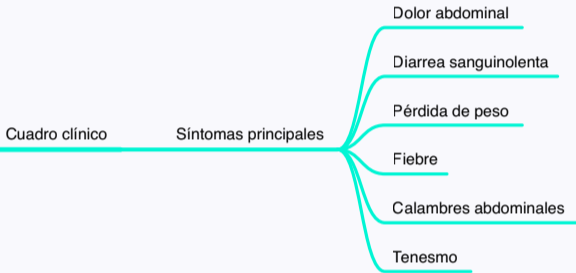 Cuadro clínico
Síntomas principales
Dolor abdominal
Diarrea sanguinolenta
Pérdida de peso
Fiebre
Calambres abdominales
Tenesmo